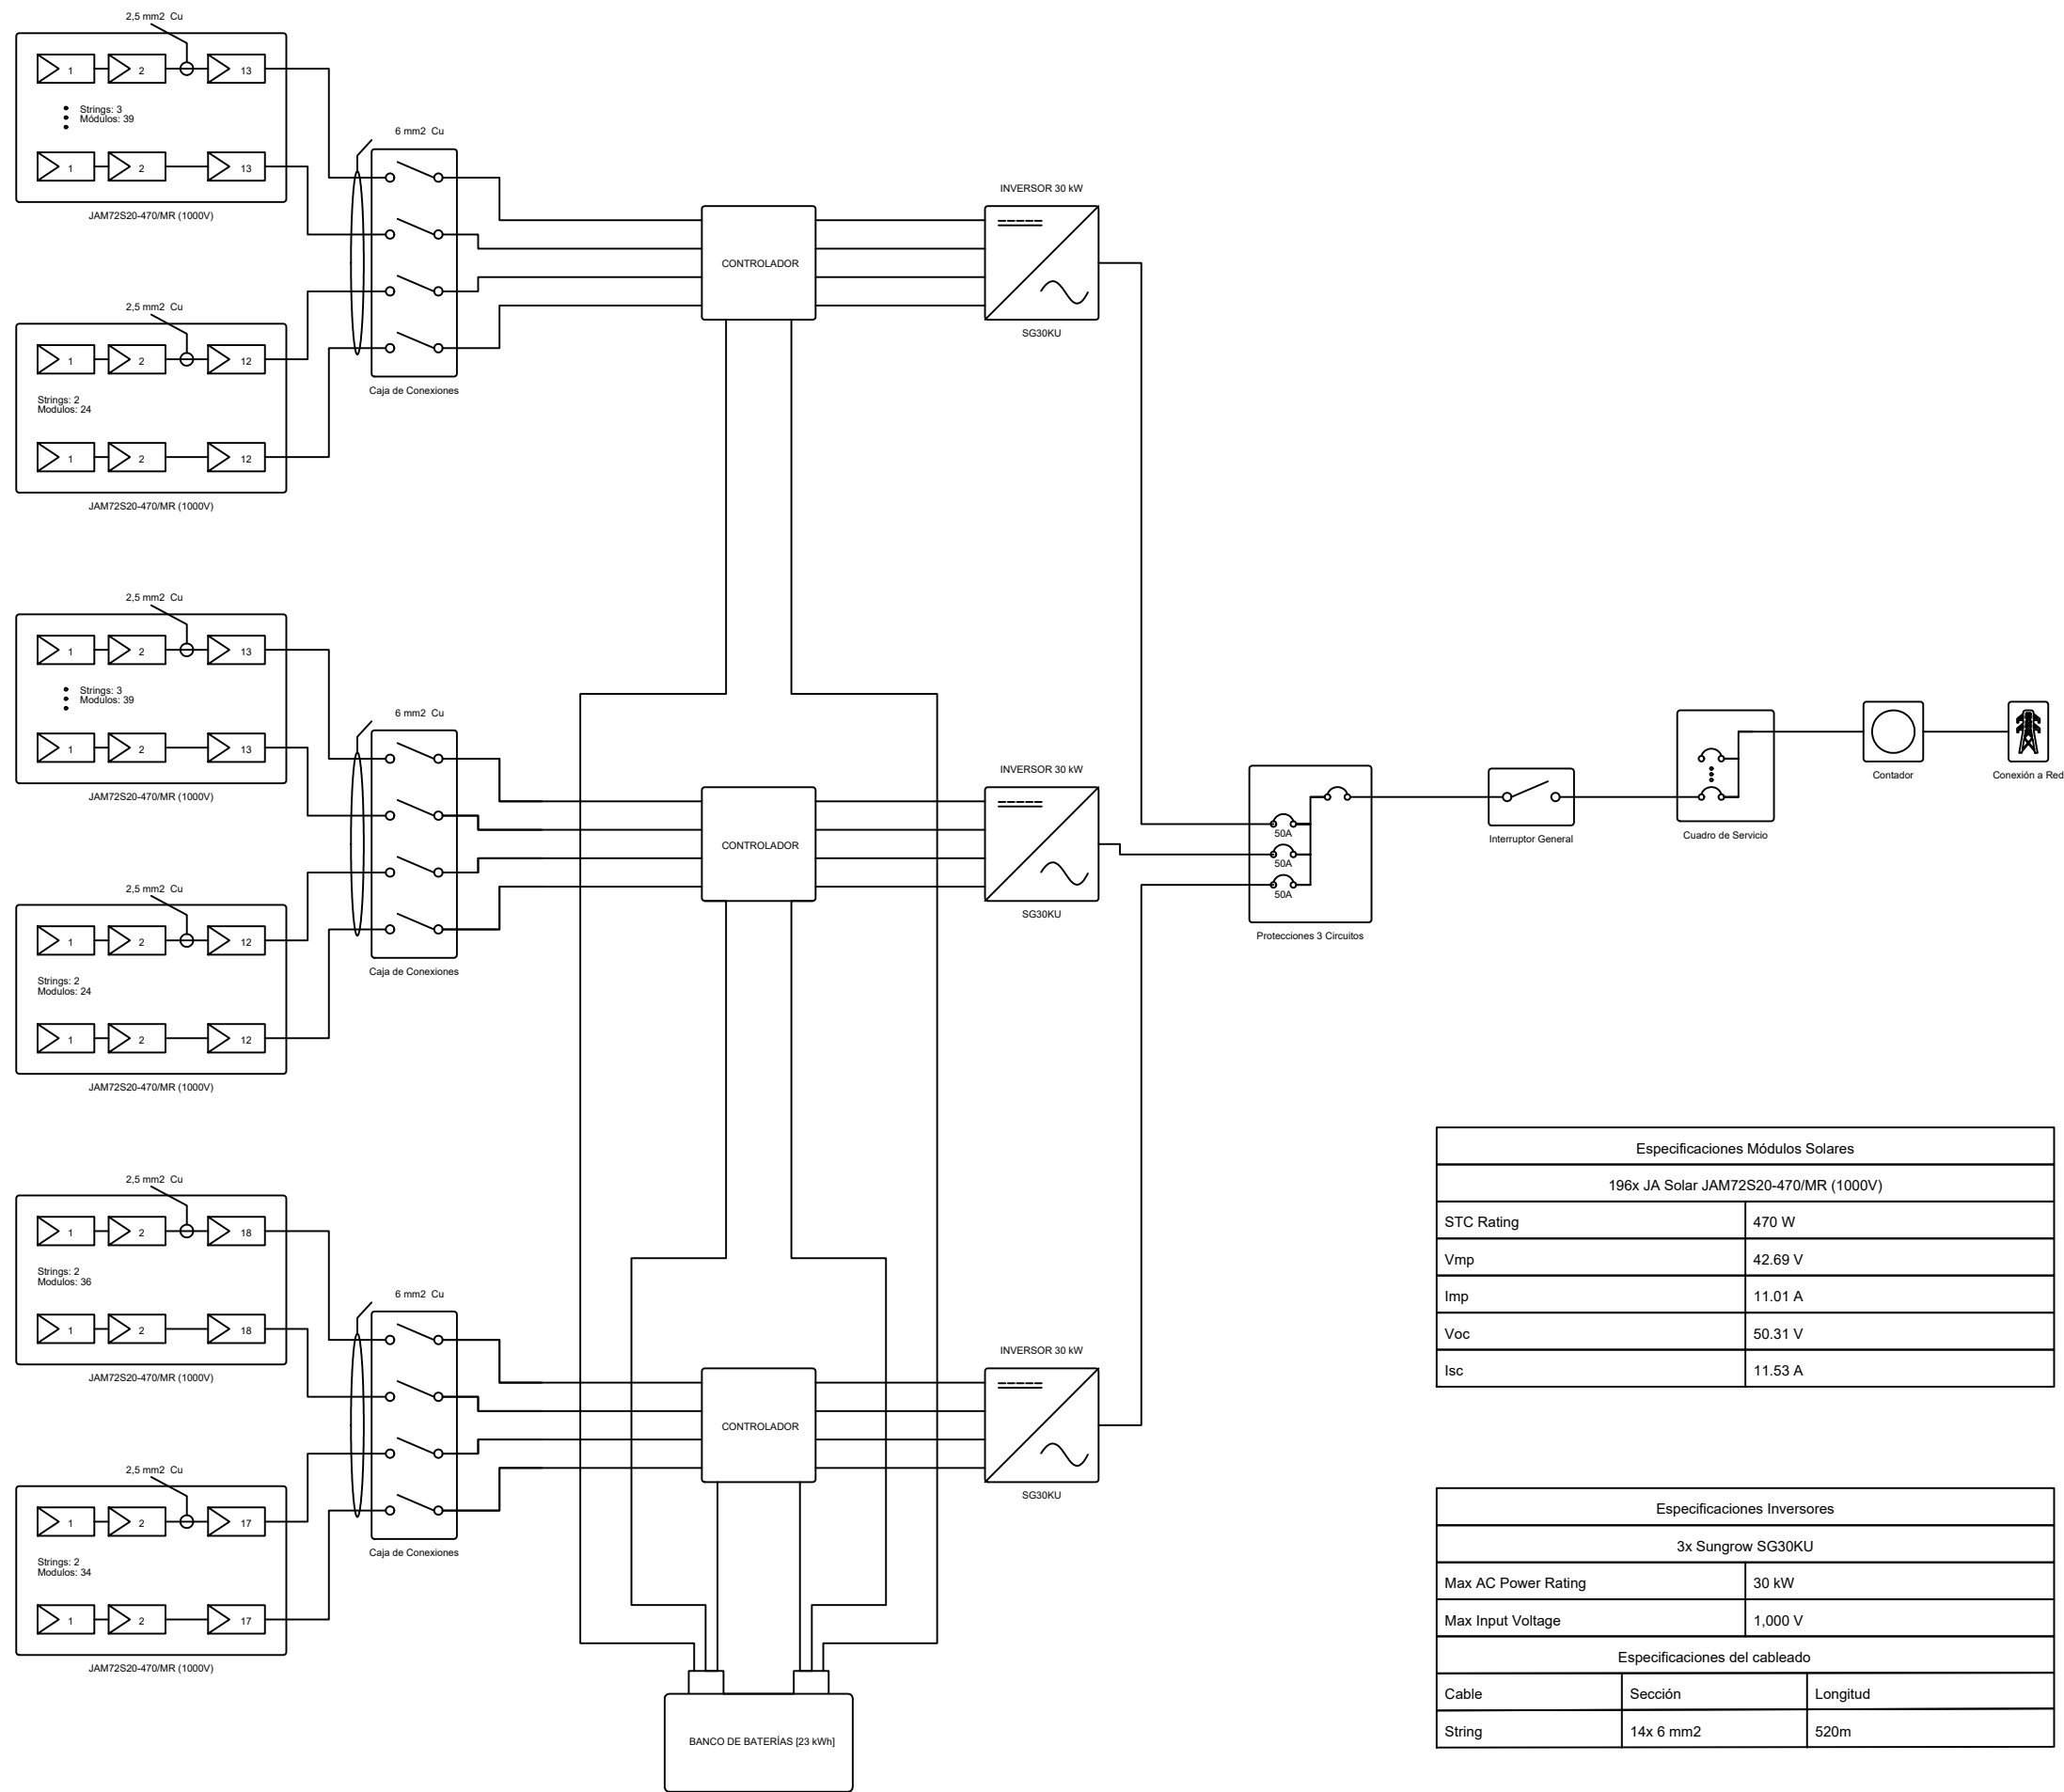 2,5 mm2 Cu
1 2 13
Strings: 3
Módulos: 39
1 2 13
JAM72S20-470/MR (1000V)
2,5 mm2 Cu
1 2 12
Strings: 2
Modulos: 24
1 2 12
JAM72S20-470/MR (1000V)
6 mm2 Cu
Caja de Conexiones
CONTROLADOR
INVERSOR 30 kW
SG30KU
2,5 mm2 Cu
1 2 13
Strings: 3
Modulos: 39
1 2 13
JAM72S20-470/MR (1000V)
2,5 mm2 Cu
1 2 12
Strings: 2
Modulos: 24
1 2 12
JAM72S20-470/MR (1000V)
6 mm2 Cu
Caja de Conexiones
CONTROLADOR
INVERSOR 30 kW
SG30KU
2,5 mm2 Cu
1 2 18
Strings: 2
Modulos: 36
1 2 18
JAM72S20-470/MR (1000V)
2,5 mm2 Cu
1 2 17
Strings: 2
Modulos: 34
1 2 17
JAM72S20-470/MR (1000V)
6 mm2 Cu
Caja de Conexiones
CONTROLADOR
INVERSOR 30 kW
SG30KU
BANCO DE BATERÍAS [23 kWh]
50A
50A
50A
Protecciones 3 Circuitos
Interruptor General
Cuadro de Servicio
Contador
Conexión a Red
Especificaciones Módulos Solares
196x JA Solar JAM72S20-470/MR (1000V)
STC Rating 470 W
Vmp 42.69 V
Imp 11.01 A
Voc 50.31 V
Isc 11.53 A
Especificaciones Inversores
3x Sungrow SG30KU
Max AC Power Rating 30 kW
Max Input Voltage 1,000 V
Especificaciones del cableado
Cable Sección Longitud
String 14x 6 mm2 520m